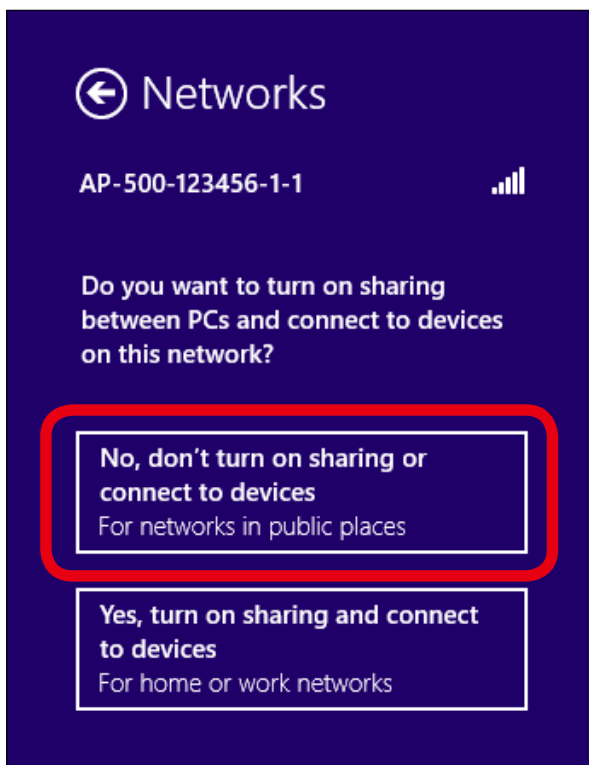 Networks
AP-500-123456-1-1
Do you want to turn on sharing
between PCs and connect to devices
on this network?
No, don't turn on sharing or
connect to devices
For networks in public places
Yes, turn on sharing and connect
to devices
For home or work networks